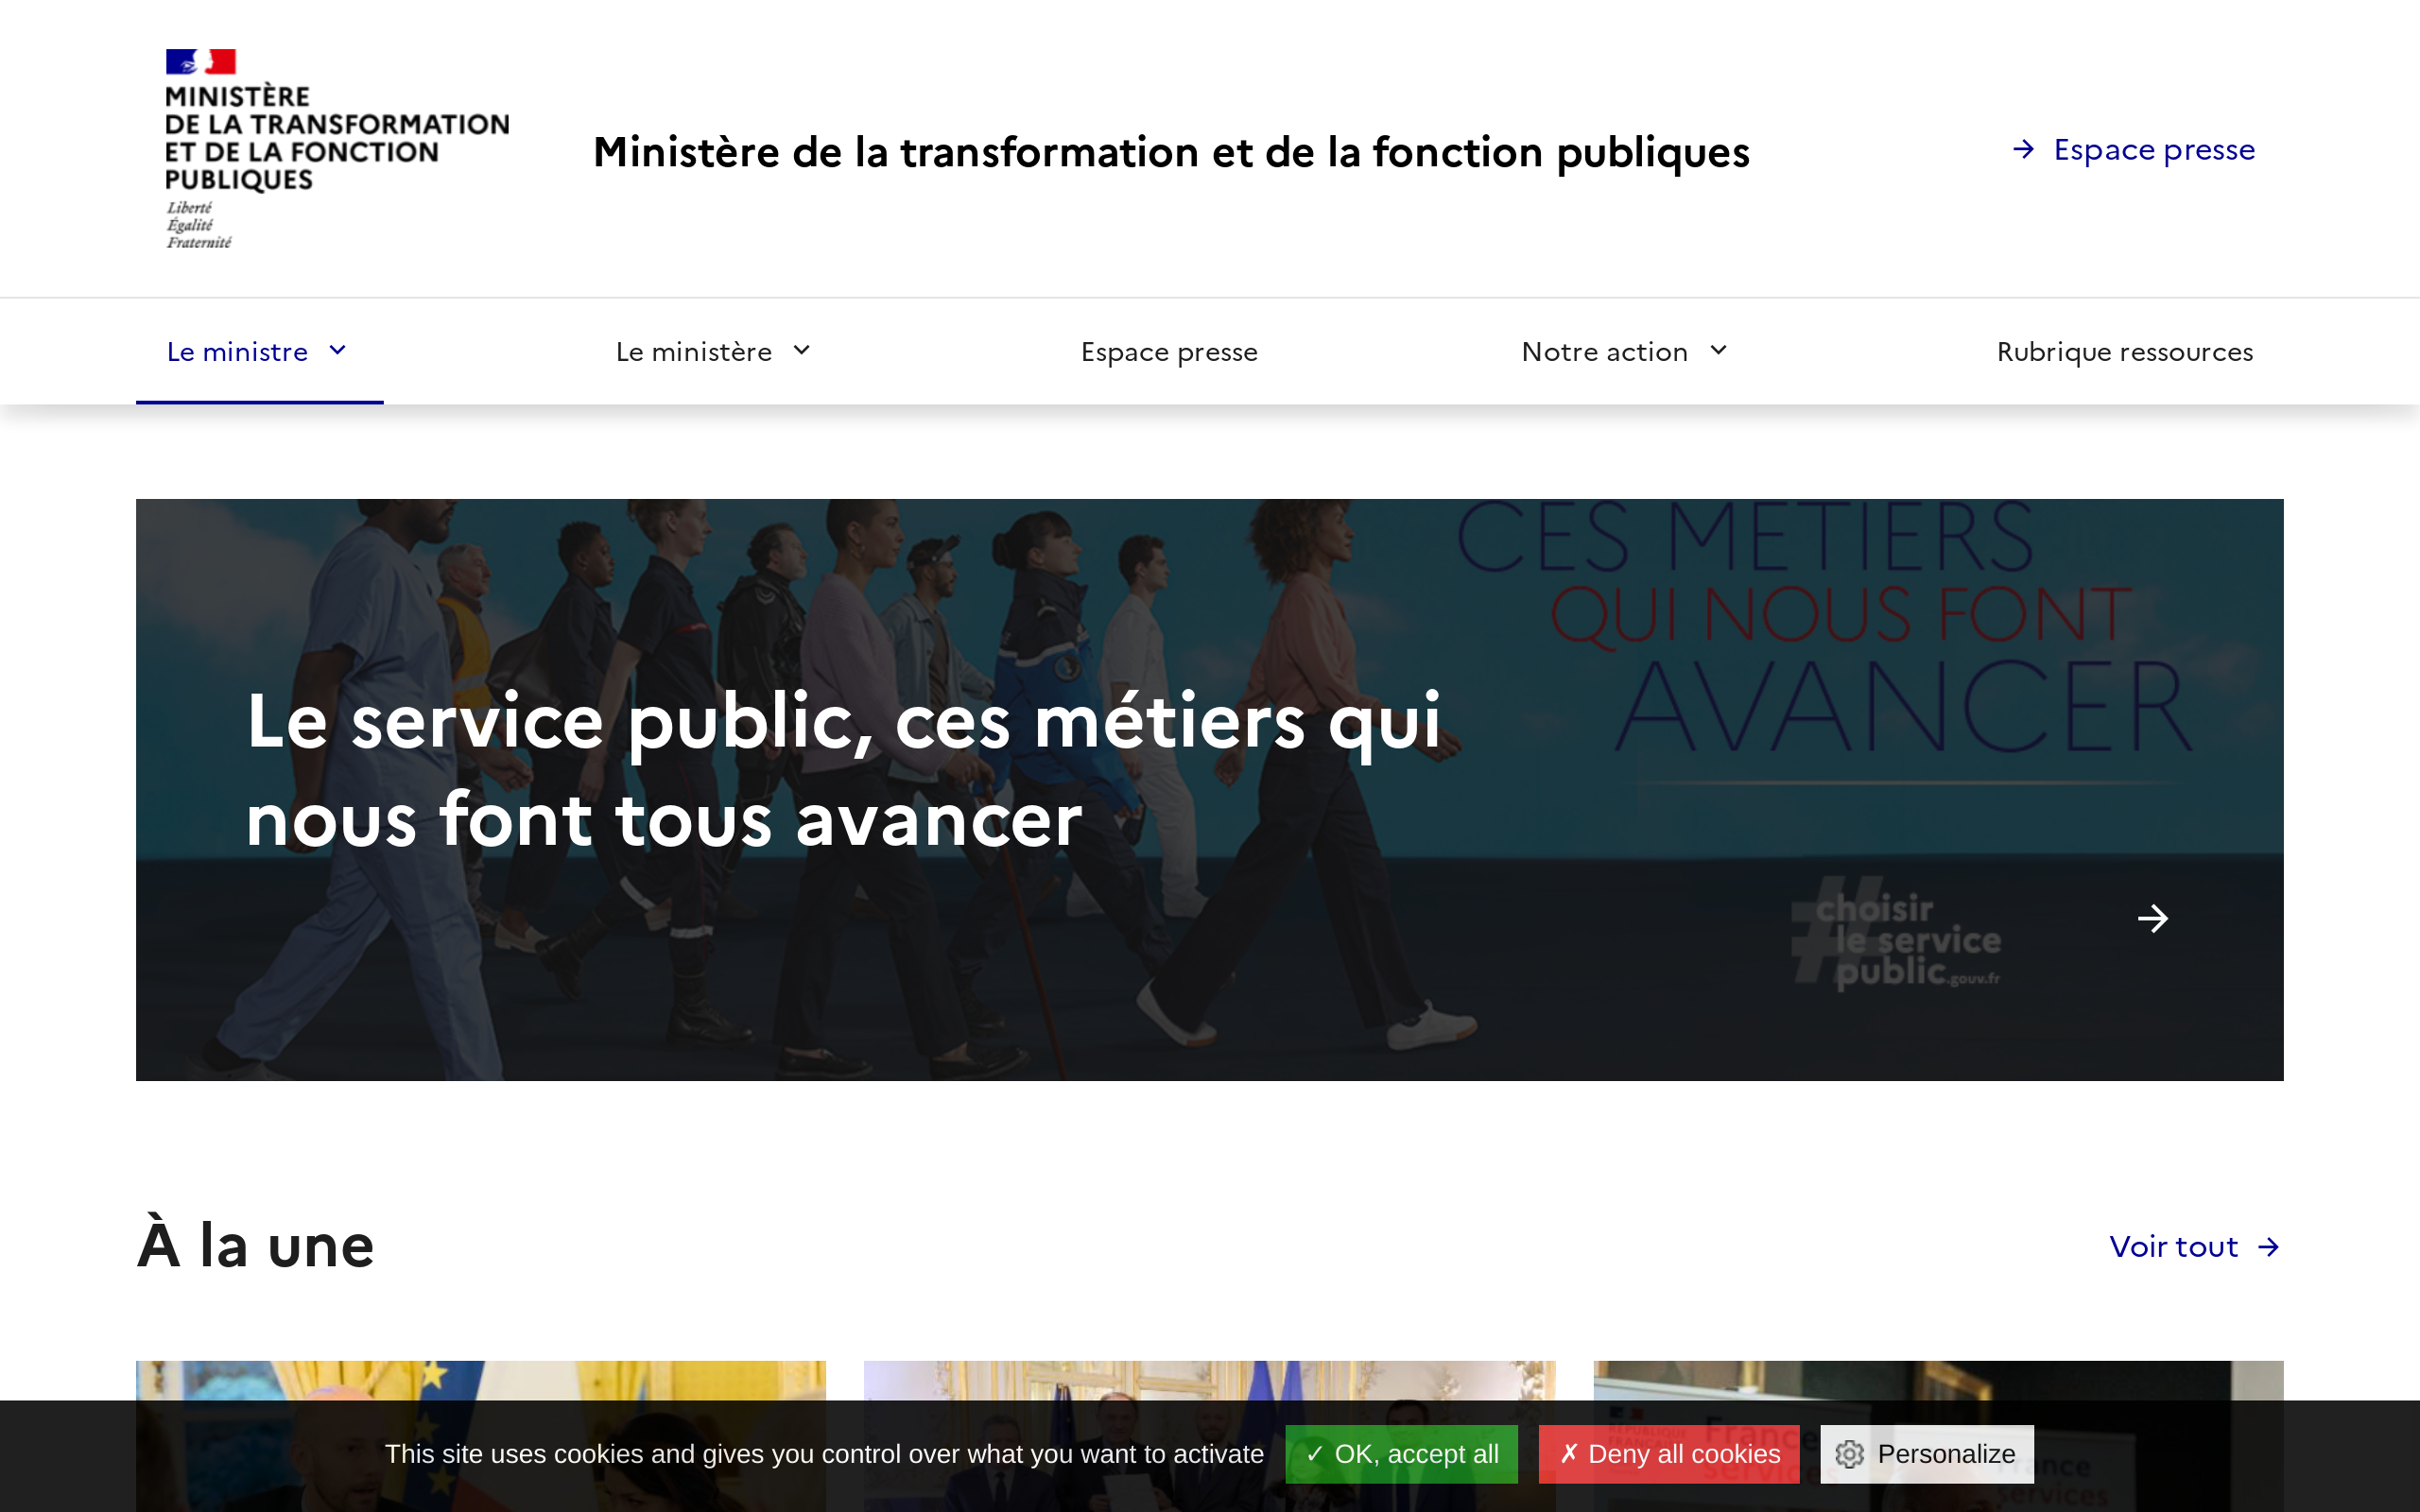 MINISTÈRE
DE LA TRANSFORMATION
ET DE LA FONCTION
PUBLIQUES
Liberté
Égalité
Fraternité
Ministère de la transformation et de la fonction publiques
Espace presse
Le ministre
Le ministère
Espace presse
Notre action
Rubrique ressources
CES METIERS
QUI NOUS FONT
AVANCER
Le service public, ces métiers qui
nous font tous avancer
#choisir
le service
public.gouv.fr
À la une
Voir tout
This site uses cookies and gives you control over what you want to activate
✓ OK, accept all
✗ Deny all cookies
Personalize